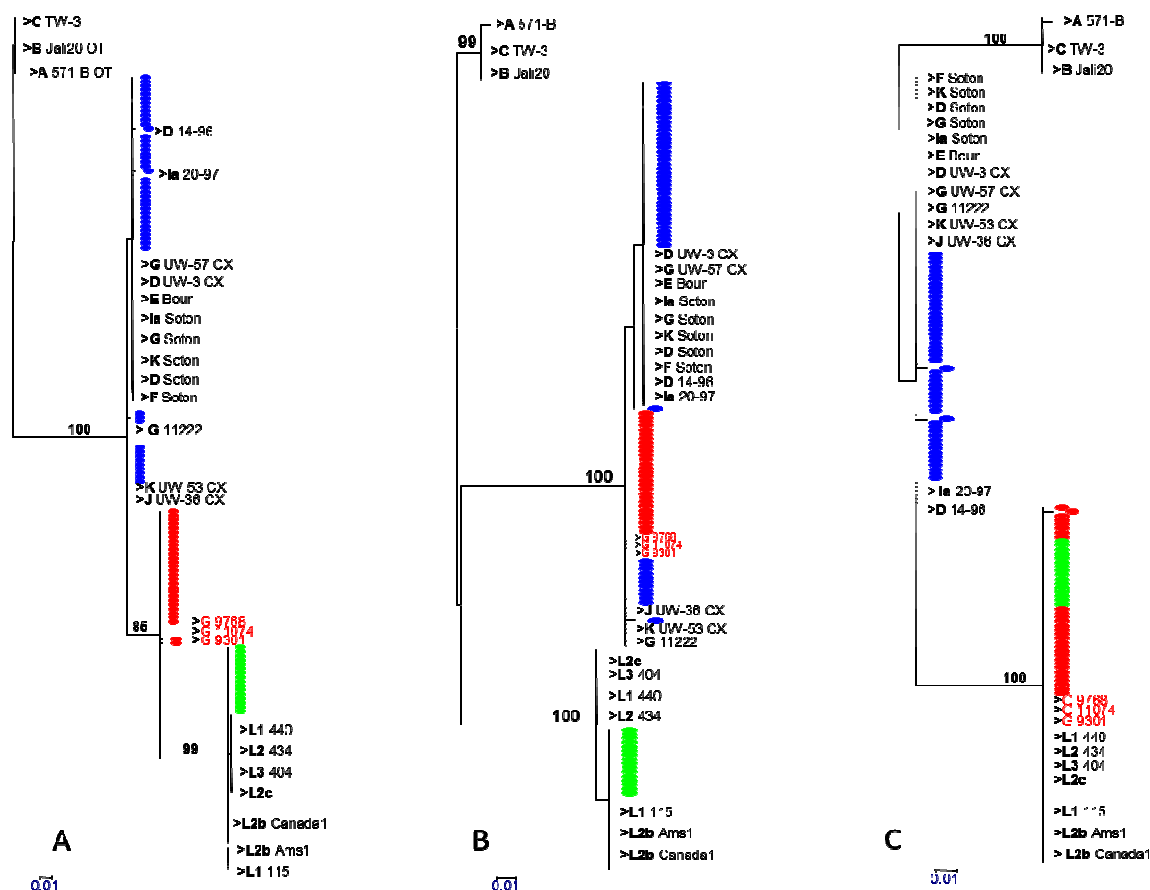 >C TW-3
>B Jali20 OT
>A 571 B OT
>D 14-96
>Ia 20-97
>G UW-57 CX
>D UW-3 CX
>E Bour
>Ia Soton
>G Soton
>K Soton
>D Soton
>F Soton
100
> G 11222
>K UW 53 CX
>J UW-36 CX
>G 9768
>G 11074
>G 9301
99
>L1 440
>L2 434
>L3 404
>L2c
>L2b Canada1
>L2b Ams1
>L1 115
A
0.01
>A 571-B
99
>C TW-3
>B Jali20
>D UW-3 CX
>G UW-57 CX
>E Bour
>Ia Soton
>G Soton
>K Soton
>D Soton
>F Soton
>D 14-96
>Ia 20-97
100
G 9768
G 11074
G 9301
>J UW-36 CX
>K UW-53 CX
>G 11222
>L2c
>L3 404
>L1 440
100
>L2 434
>L1 115
>L2b Ams1
>L2b Canada1
B
0.01
>A 571-B
100
>C TW-3
>B Jali20
>F Soton
>K Soton
>D Soton
>G Soton
>Ia Soton
>E Bour
>D UW-3 CX
>G UW-57 CX
>G 11222
>K UW-53 CX
>J UW-36 CX
>Ia 20-97
>D 14-96
100
>G 9768
>G 11074
>G 9301
>L1 440
>L2 434
>L3 404
>L2c
>L1 115
>L2b Ams1
> L2b Canada1
C
0.01